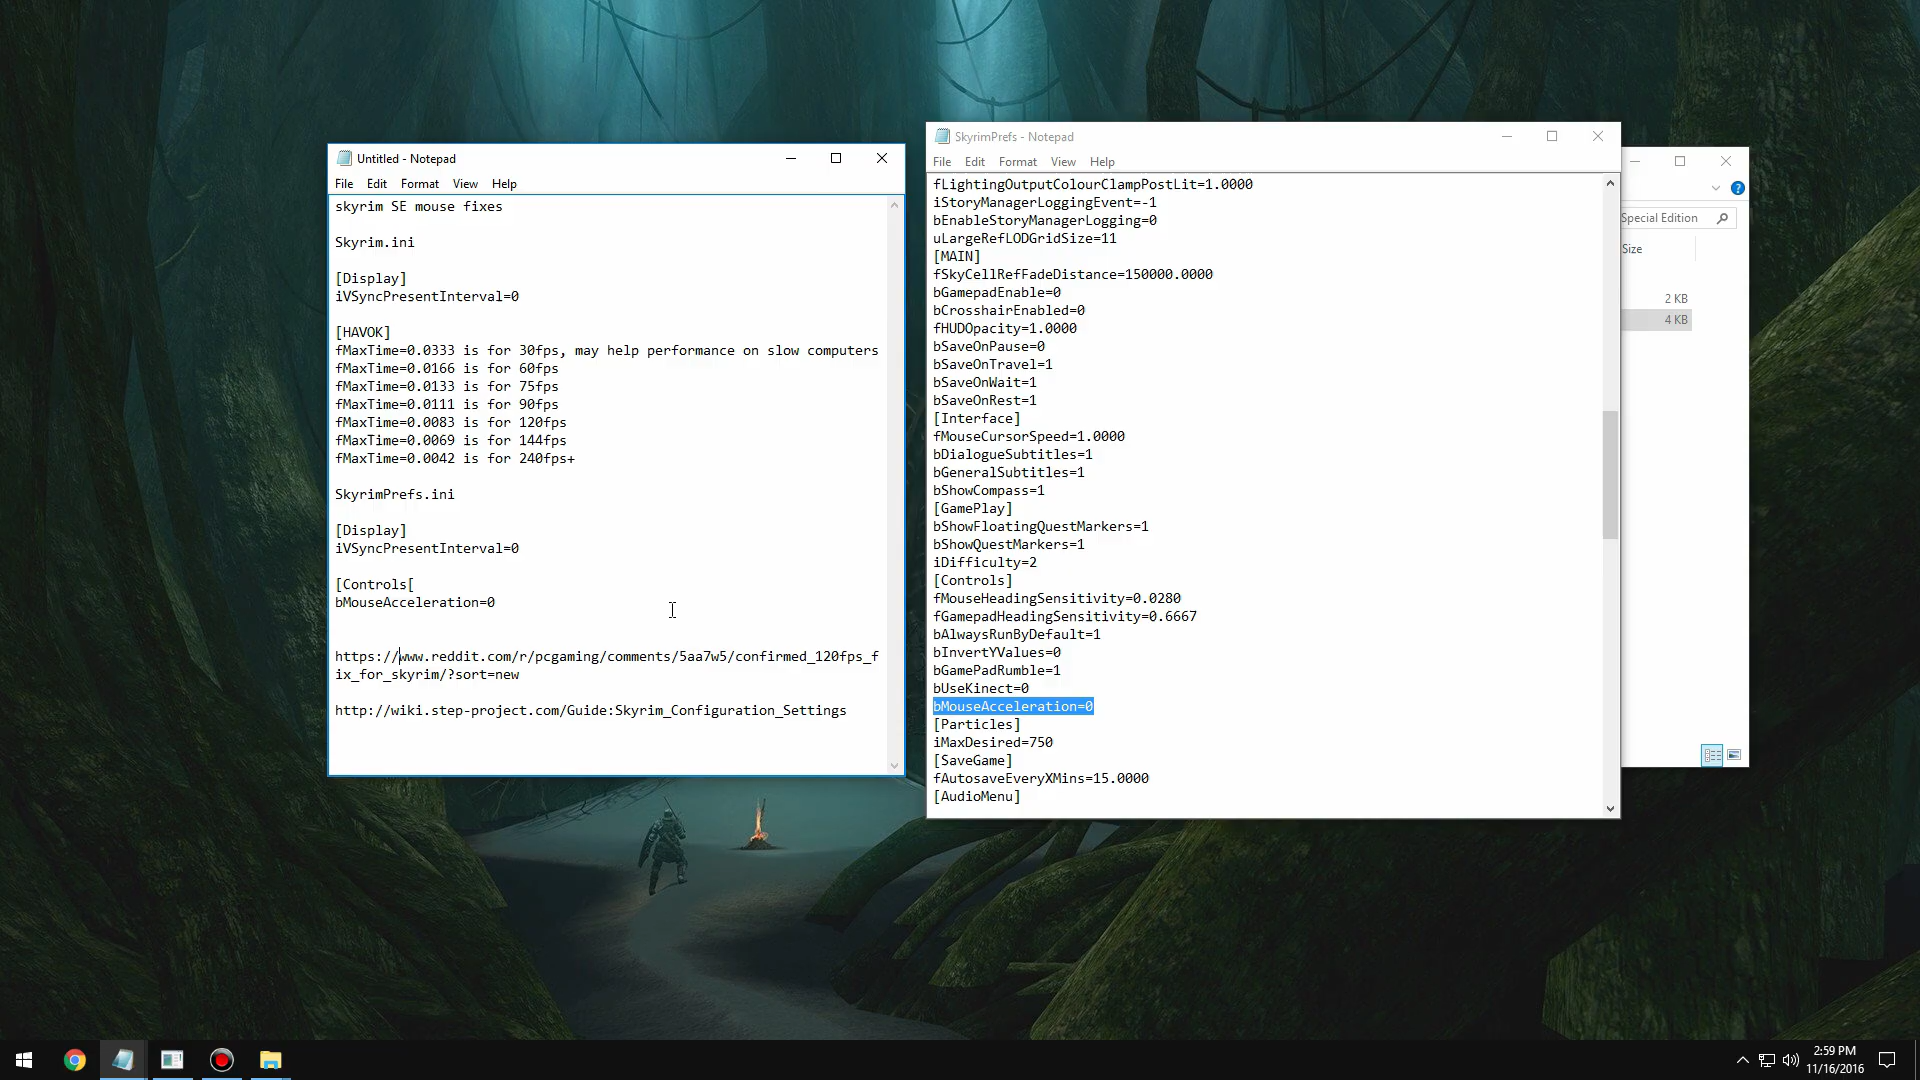 Untitled - Notepad
File Edit Format View Help
skyrim SE mouse fixes
Skyrim.ini
[Display]
iVSyncPresentInterval=0
[HAVOK]
fMaxTime=0.0333 is for 30fps, may help performance on slow computers
fMaxTime=0.0166 is for 60fps
fMaxTime=0.0133 is for 75fps
fMaxTime=0.0111 is for 90fps
fMaxTime=0.0083 is for 120fps
fMaxTime=0.0069 is for 144fps
fMaxTime=0.0042 is for 240fps+
SkyrimPrefs.ini
[Display]
iVSyncPresentInterval=0
[Controls[
bMouseAcceleration=0
https://www.reddit.com/r/pcgaming/comments/5aa7w5/confirmed_120fps_f
ix_for_skyrim/?sort=new
http://wiki.step-project.com/Guide:Skyrim_Configuration_Settings
SkyrimPrefs - Notepad
File Edit Format View Help
fLightingOutputColourClampPostLit=1.0000
iStoryManagerLoggingEvent=-1
bEnableStoryManagerLogging=0
uLargeRefLODGridSize=11
[MAIN]
fSkyCellRefFadeDistance=150000.0000
bGamepadEnable=0
bCrosshairEnabled=0
fHUDOpacity=1.0000
bSaveOnPause=0
bSaveOnTravel=1
bSaveOnWait=1
bSaveOnRest=1
[Interface]
fMouseCursorSpeed=1.0000
bDialogueSubtitles=1
bGeneralSubtitles=1
bShowCompass=1
[GamePlay]
bShowFloatingQuestMarkers=1
bShowQuestMarkers=1
iDifficulty=2
[Controls]
fMouseHeadingSensitivity=0.0280
fGamepadHeadingSensitivity=0.6667
bAlwaysRunByDefault=1
bInvertYValues=0
bGamePadRumble=1
bUseKinect=0
bMouseAcceleration=0
[Particles]
iMaxDesired=750
[SaveGame]
fAutosaveEveryXMins=15.0000
[AudioMenu]
Special Edition
Size
2 KB
4 KB
2:59 PM
11/16/2016